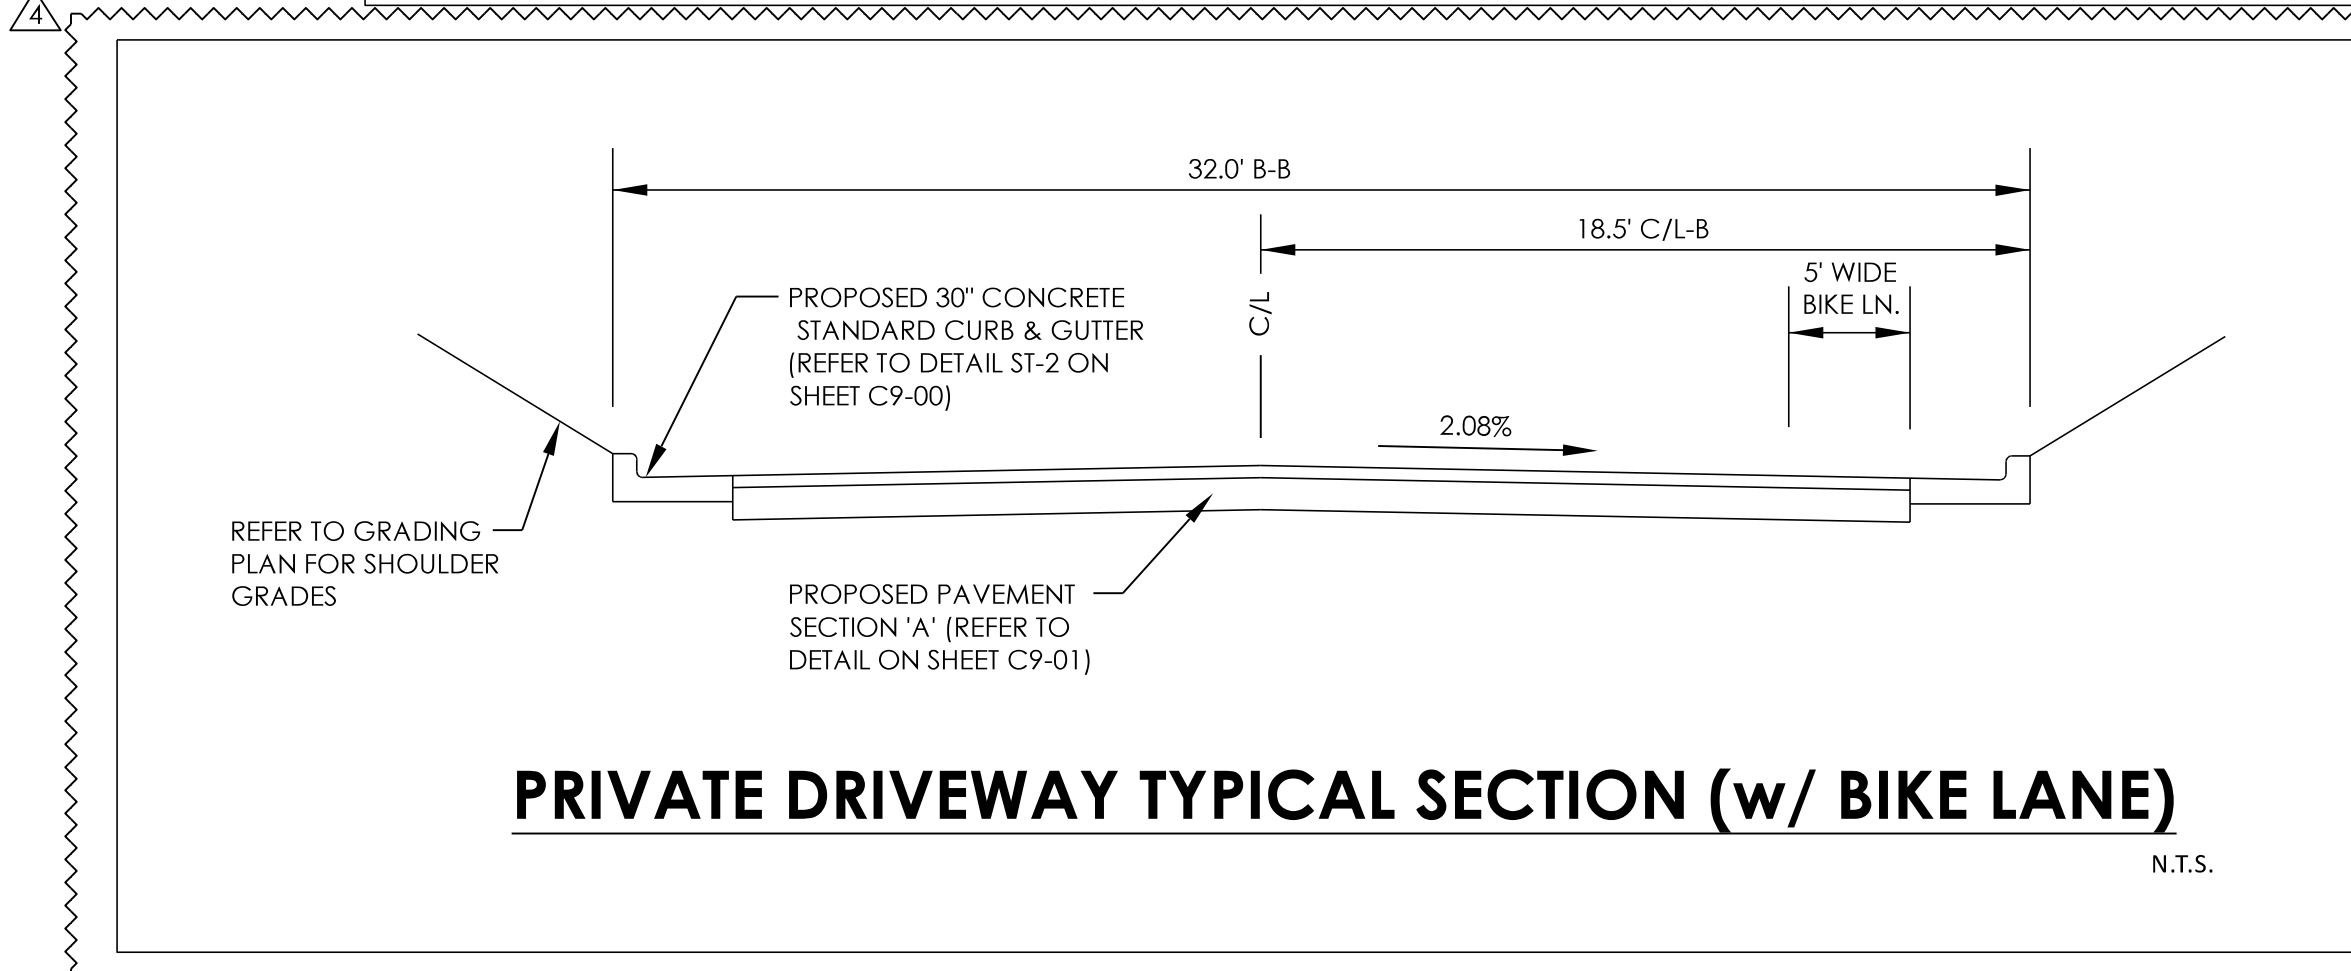 4
32.0' B-B
18.5' C/L-B
5' WIDE
BIKE LN.
PROPOSED 30" CONCRETE
STANDARD CURB & GUTTER
(REFER TO DETAIL ST-2 ON
SHEET C9-00)
C/L
2.08%
REFER TO GRADING
PLAN FOR SHOULDER
GRADES
PROPOSED PAVEMENT
SECTION 'A' (REFER TO
DETAIL ON SHEET C9-01)
PRIVATE DRIVEWAY TYPICAL SECTION (w/ BIKE LANE)
N.T.S.